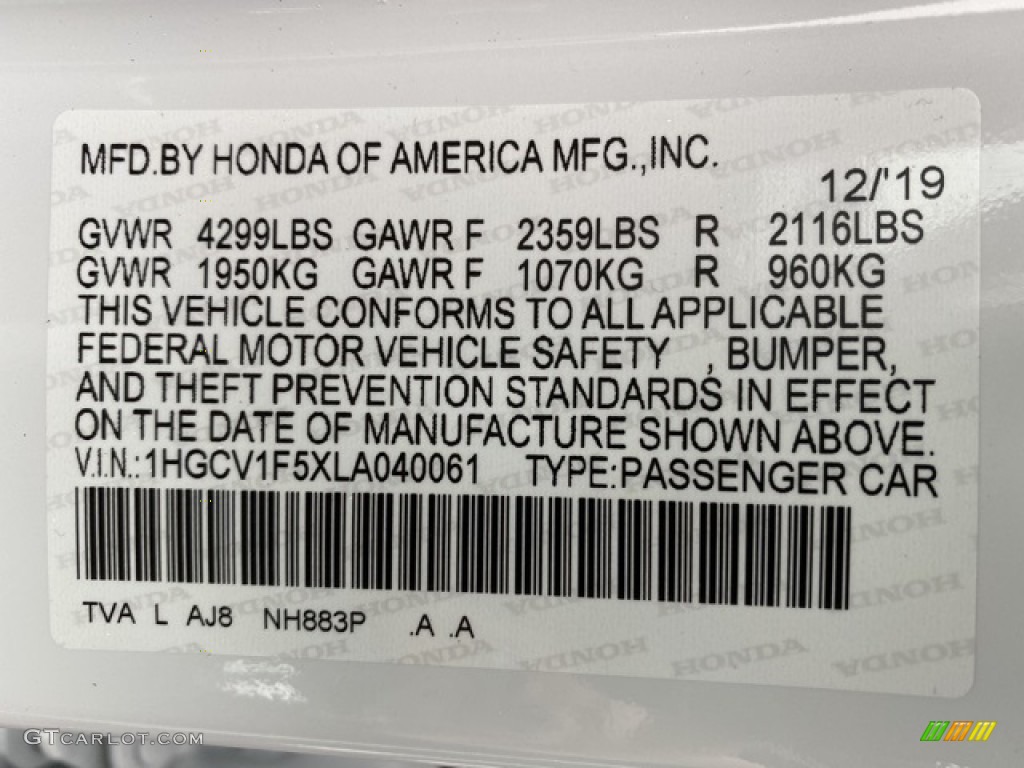 MFD.BY HONDA OF AMERICA MFG.,INC.
12/'19
GVWR 4299LBS GAWR F 2359LBS R 2116LBS
GVWR 1950KG GAWR F 1070KG R 960KG
THIS VEHICLE CONFORMS TO ALL APPLICABLE
FEDERAL MOTOR VEHICLE SAFETY , BUMPER,
AND THEFT PREVENTION STANDARDS IN EFFECT
ON THE DATE OF MANUFACTURE SHOWN ABOVE.
V.I.N.:1HGCV1F5XLA040061 TYPE:PASSENGER CAR
TVA L AJ8 NH883P .A .A
GTCARLOT.COM